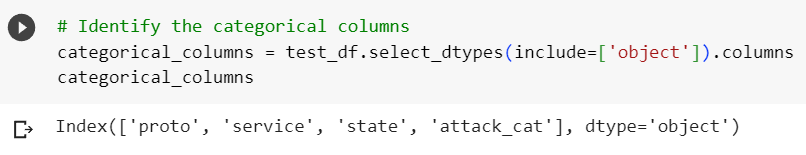 # Identify the categorical columns
categorical_columns = test_df.select_dtypes(include=['object']).columns
categorical_columns
Index(['proto', 'service', 'state', 'attack_cat'], dtype='object')